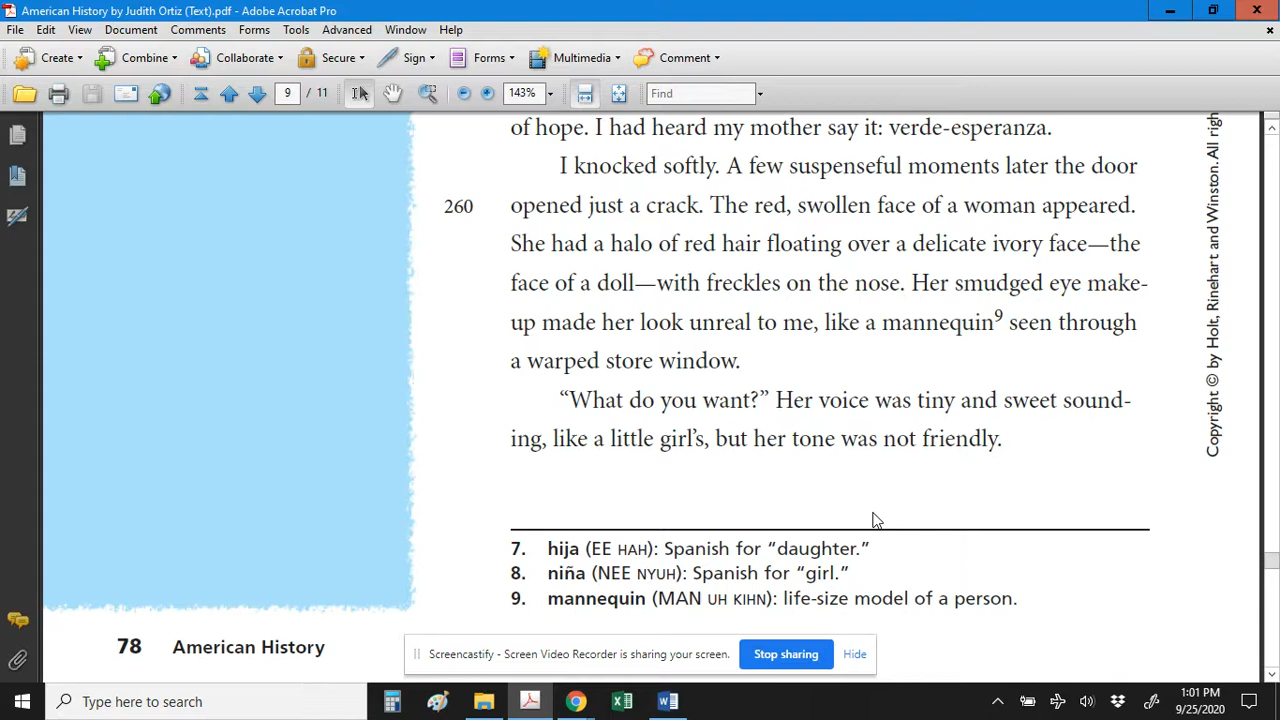 American History by Judith Ortiz (Text).pdf - Adobe Acrobat Pro
File Edit View Document Comments Forms Tools Advanced Window Help
Create Combine Collaborate Secure Sign Forms Multimedia Comment
9 / 11 143% Find
of hope. I had heard my mother say it: verde-esperanza.
I knocked softly. A few suspenseful moments later the door
260 opened just a crack. The red, swollen face of a woman appeared.
She had a halo of red hair floating over a delicate ivory face—the
face of a doll—with freckles on the nose. Her smudged eye make-
up made her look unreal to me, like a mannequin9 seen through
a warped store window.
“What do you want?” Her voice was tiny and sweet sound-
ing, like a little girl’s, but her tone was not friendly.
Copyright © by Holt, Rinehart and Winston. All righ
7. hija (EE HAH): Spanish for “daughter.”
8. niña (NEE NYUH): Spanish for “girl.”
9. mannequin (MAN UH KIHN): life-size model of a person.
78 American History
Screencastify - Screen Video Recorder is sharing your screen. Stop sharing Hide
Type here to search
1:01 PM
9/25/2020